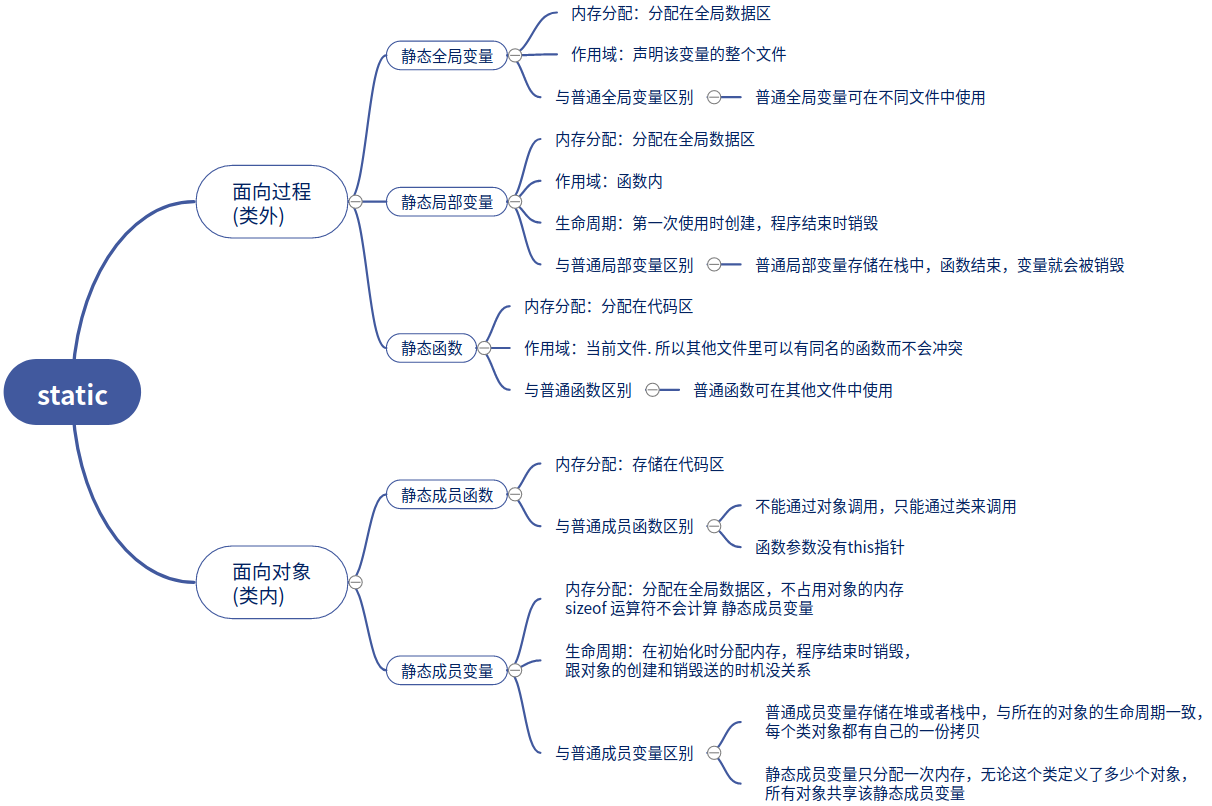 static
面向过程
(类外)
静态全局变量
内存分配：分配在全局数据区
作用域：声明该变量的整个文件
与普通全局变量区别
普通全局变量可在不同文件中使用
静态局部变量
内存分配：分配在全局数据区
作用域：函数内
生命周期：第一次使用时创建，程序结束时销毁
与普通局部变量区别
普通局部变量存储在栈中，函数结束，变量就会被销毁
静态函数
内存分配：分配在代码区
作用域：当前文件. 所以其他文件里可以有同名的函数而不会冲突
与普通函数区别
普通函数可在其他文件中使用
面向对象
(类内)
静态成员函数
内存分配：存储在代码区
与普通成员函数区别
不能通过对象调用，只能通过类来调用
函数参数没有this指针
静态成员变量
内存分配：分配在全局数据区，不占用对象的内存
sizeof 运算符不会计算 静态成员变量
生命周期：在初始化时分配内存，程序结束时销毁，
跟对象的创建和销毁送的时机没关系
与普通成员变量区别
普通成员变量存储在堆或者栈中，与所在的对象的生命周期一致，
每个类对象都有自己的一份拷贝
静态成员变量只分配一次内存，无论这个类定义了多少个对象，
所有对象共享该静态成员变量